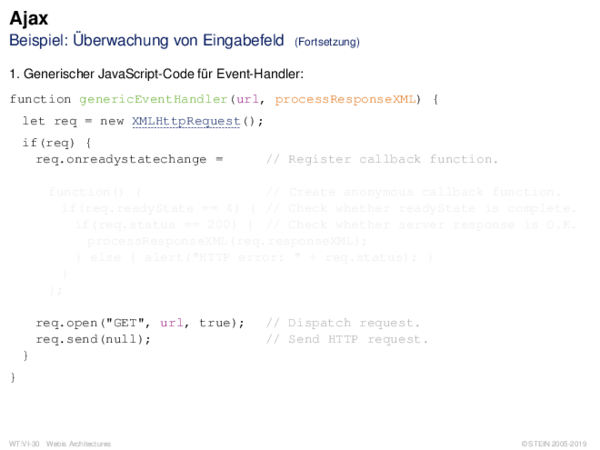 Ajax
Beispiel: Überwachung von Eingabefeld (Fortsetzung)
1. Generischer JavaScript-Code für Event-Handler:
function genericEventHandler(url, processResponseXML) {
let req = new XMLHttpRequest();
if(req) {
req.onreadystatechange = // Register callback function.
function() { // Create anonymous callback function.
if(req.readyState == 4) { // Check whether readyState is complete.
if(req.status == 200) { // Check whether server response is O.K.
processResponseXML(req.responseXML);
} else { alert("HTTP error: " + req.status); }
}
};
req.open("GET", url, true); // Dispatch request.
req.send(null); // Send HTTP request.
}
}
WT:VI-30 Webis Architectures © STEIN 2005-2019